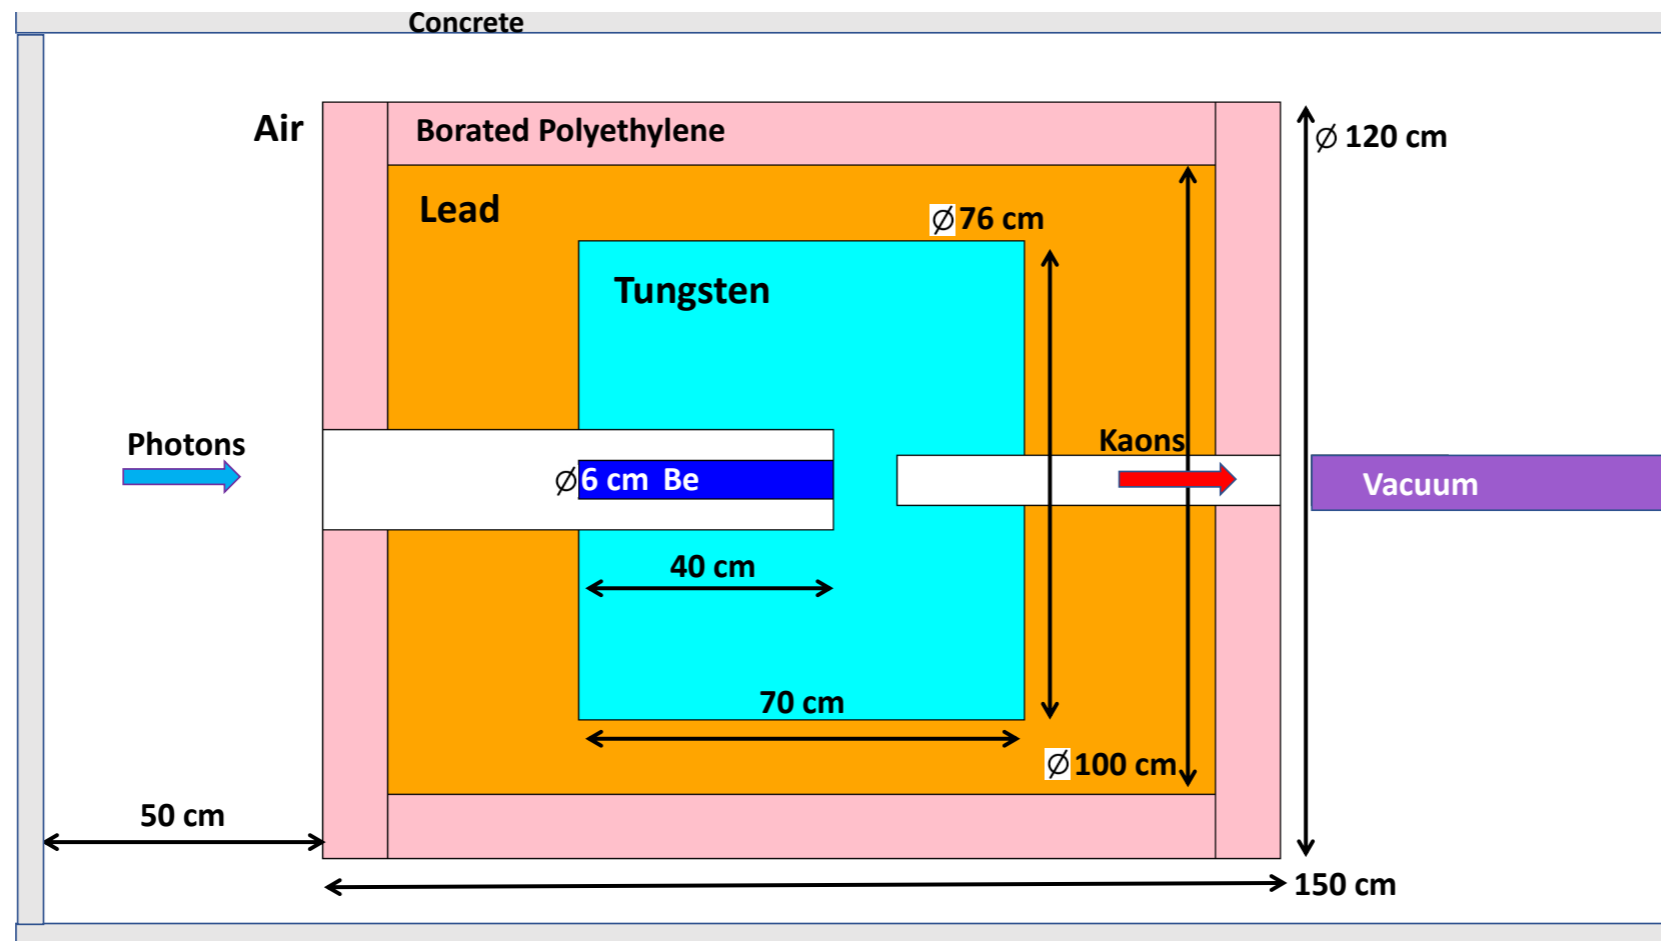 Concrete
Air
Borated Polyethylene
∅ 120 cm
Lead
∅ 76 cm
Tungsten
Photons
∅ 6 cm Be
Kaons
Vacuum
40 cm
70 cm
∅ 100 cm
50 cm
150 cm